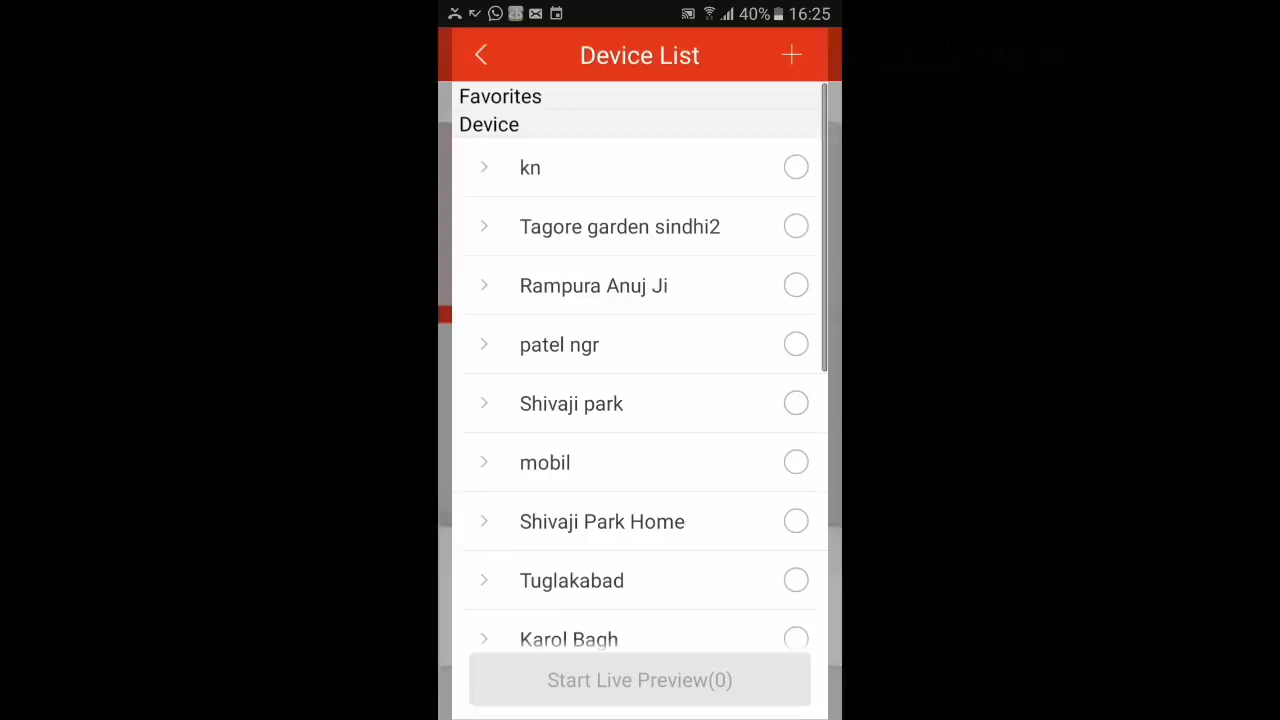 40% 16:25
Device List
Favorites
Device
kn
Tagore garden sindhi2
Rampura Anuj Ji
patel ngr
Shivaji park
mobil
Shivaji Park Home
Tuglakabad
Karol Bagh
Start Live Preview(0)